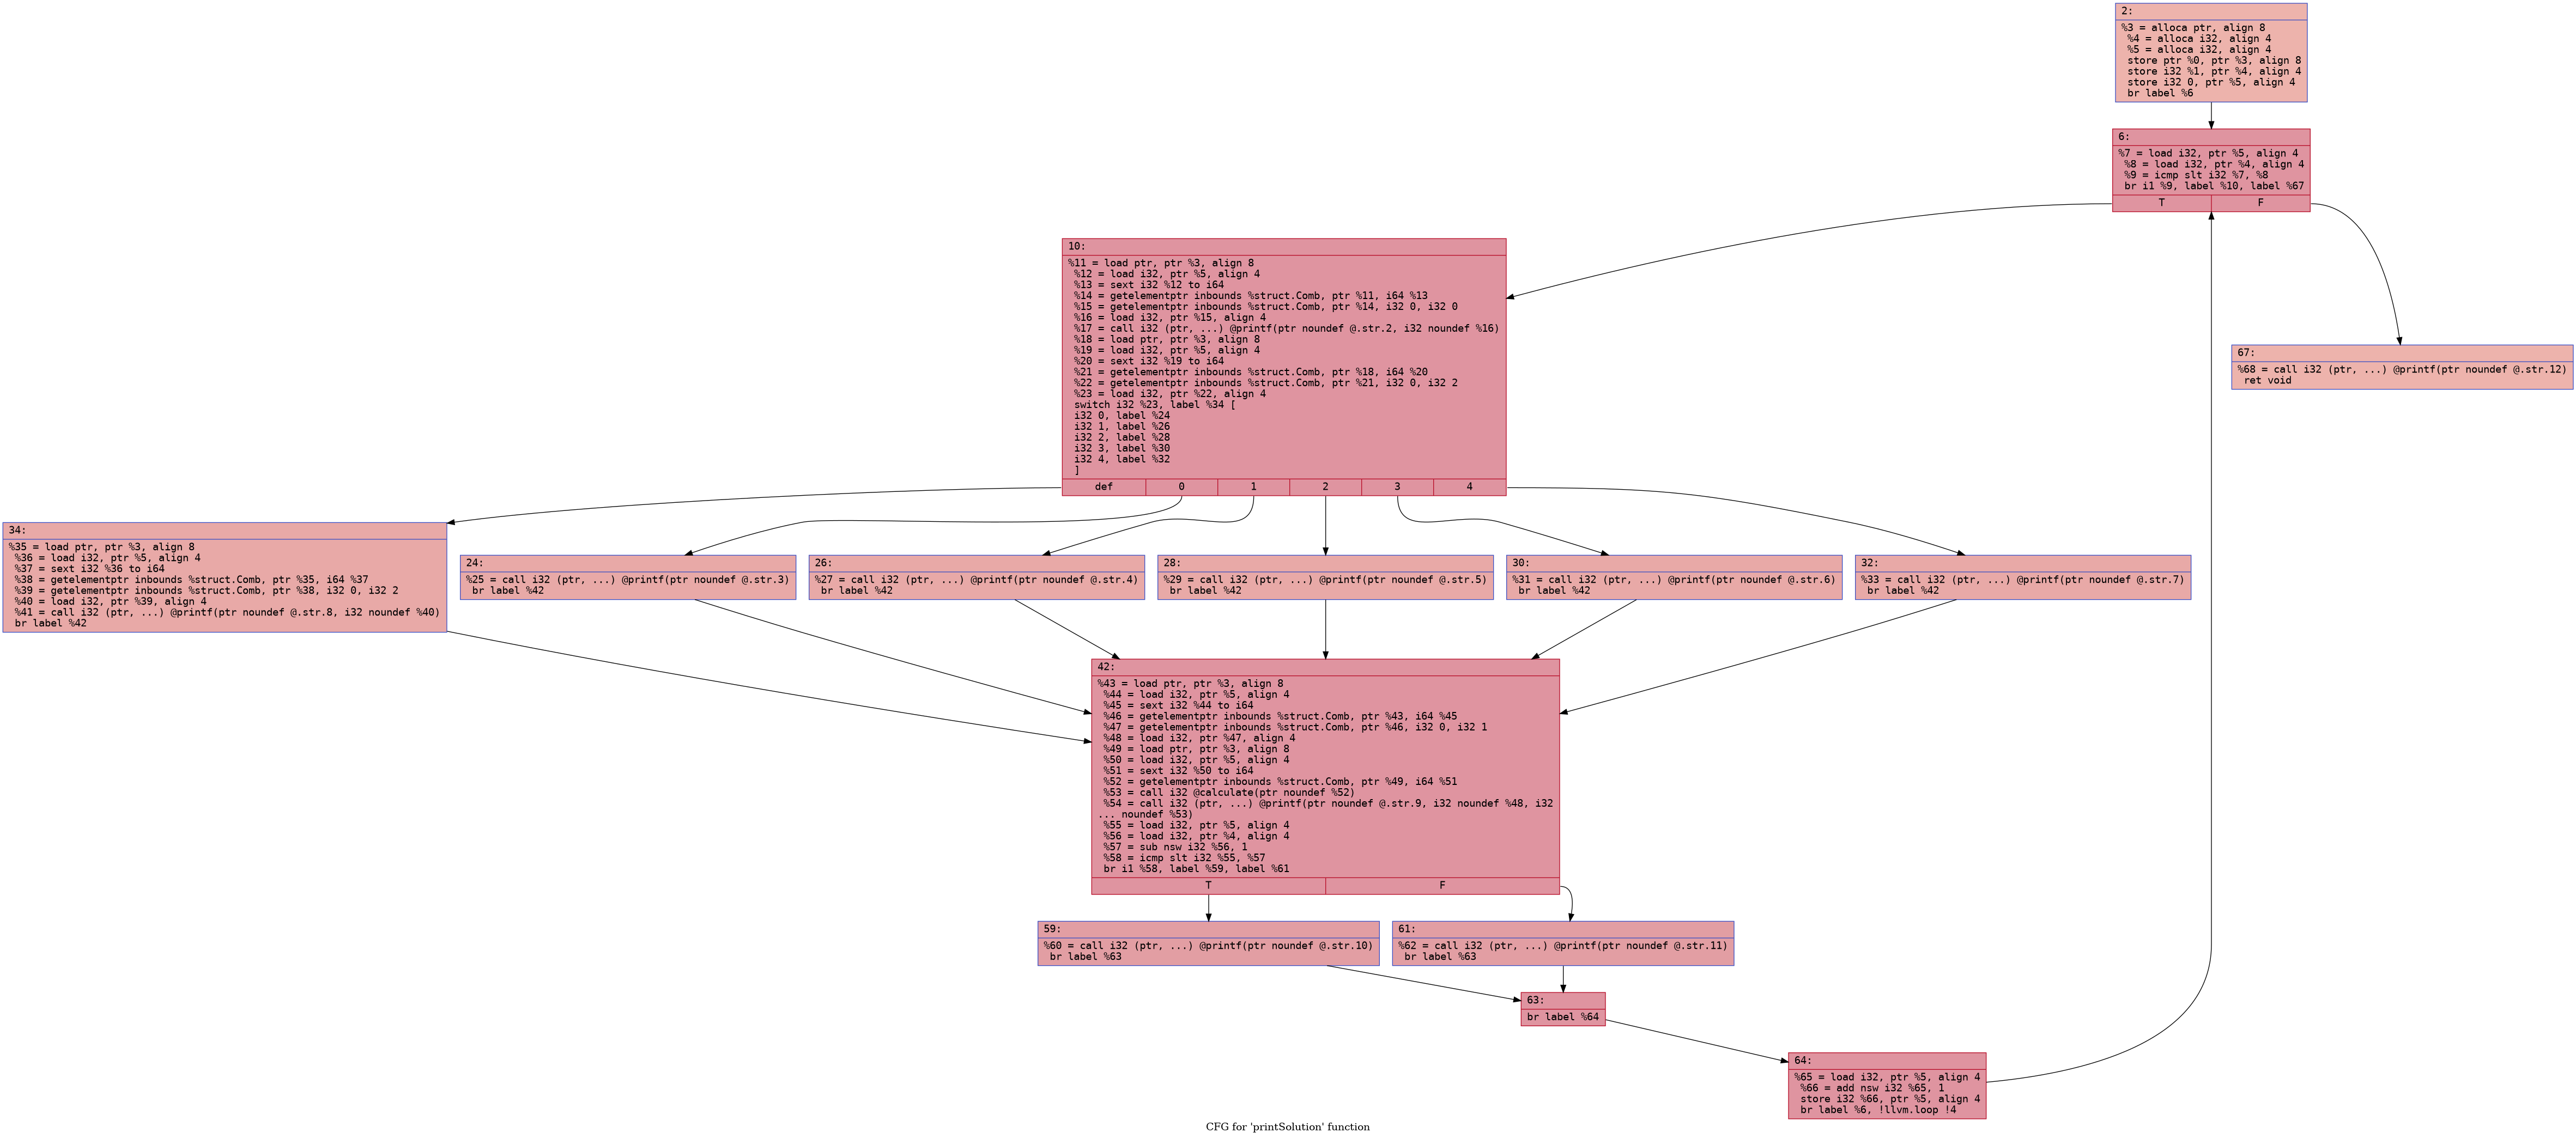 2:
%3 = alloca ptr, align 8
%4 = alloca i32, align 4
%5 = alloca i32, align 4
store ptr %0, ptr %3, align 8
store i32 %1, ptr %4, align 4
store i32 0, ptr %5, align 4
br label %6
6:
%7 = load i32, ptr %5, align 4
%8 = load i32, ptr %4, align 4
%9 = icmp slt i32 %7, %8
br i1 %9, label %10, label %67
T F
10:
%11 = load ptr, ptr %3, align 8
%12 = load i32, ptr %5, align 4
%13 = sext i32 %12 to i64
%14 = getelementptr inbounds %struct.Comb, ptr %11, i64 %13
%15 = getelementptr inbounds %struct.Comb, ptr %14, i32 0, i32 0
%16 = load i32, ptr %15, align 4
%17 = call i32 (ptr, ...) @printf(ptr noundef @.str.2, i32 noundef %16)
%18 = load ptr, ptr %3, align 8
%19 = load i32, ptr %5, align 4
%20 = sext i32 %19 to i64
%21 = getelementptr inbounds %struct.Comb, ptr %18, i64 %20
%22 = getelementptr inbounds %struct.Comb, ptr %21, i32 0, i32 2
%23 = load i32, ptr %22, align 4
switch i32 %23, label %34 [
i32 0, label %24
i32 1, label %26
i32 2, label %28
i32 3, label %30
i32 4, label %32
]
def 0 1 2 3 4
67:
%68 = call i32 (ptr, ...) @printf(ptr noundef @.str.12)
ret void
34:
%35 = load ptr, ptr %3, align 8
%36 = load i32, ptr %5, align 4
%37 = sext i32 %36 to i64
%38 = getelementptr inbounds %struct.Comb, ptr %35, i64 %37
%39 = getelementptr inbounds %struct.Comb, ptr %38, i32 0, i32 2
%40 = load i32, ptr %39, align 4
%41 = call i32 (ptr, ...) @printf(ptr noundef @.str.8, i32 noundef %40)
br label %42
24:
%25 = call i32 (ptr, ...) @printf(ptr noundef @.str.3)
br label %42
26:
%27 = call i32 (ptr, ...) @printf(ptr noundef @.str.4)
br label %42
28:
%29 = call i32 (ptr, ...) @printf(ptr noundef @.str.5)
br label %42
30:
%31 = call i32 (ptr, ...) @printf(ptr noundef @.str.6)
br label %42
32:
%33 = call i32 (ptr, ...) @printf(ptr noundef @.str.7)
br label %42
42:
%43 = load ptr, ptr %3, align 8
%44 = load i32, ptr %5, align 4
%45 = sext i32 %44 to i64
%46 = getelementptr inbounds %struct.Comb, ptr %43, i64 %45
%47 = getelementptr inbounds %struct.Comb, ptr %46, i32 0, i32 1
%48 = load i32, ptr %47, align 4
%49 = load ptr, ptr %3, align 8
%50 = load i32, ptr %5, align 4
%51 = sext i32 %50 to i64
%52 = getelementptr inbounds %struct.Comb, ptr %49, i64 %51
%53 = call i32 @calculate(ptr noundef %52)
%54 = call i32 (ptr, ...) @printf(ptr noundef @.str.9, i32 noundef %48, i32
... noundef %53)
%55 = load i32, ptr %5, align 4
%56 = load i32, ptr %4, align 4
%57 = sub nsw i32 %56, 1
%58 = icmp slt i32 %55, %57
br i1 %58, label %59, label %61
T F
59:
%60 = call i32 (ptr, ...) @printf(ptr noundef @.str.10)
br label %63
61:
%62 = call i32 (ptr, ...) @printf(ptr noundef @.str.11)
br label %63
63:
br label %64
64:
%65 = load i32, ptr %5, align 4
%66 = add nsw i32 %65, 1
store i32 %66, ptr %5, align 4
br label %6, !llvm.loop !4
CFG for 'printSolution' function